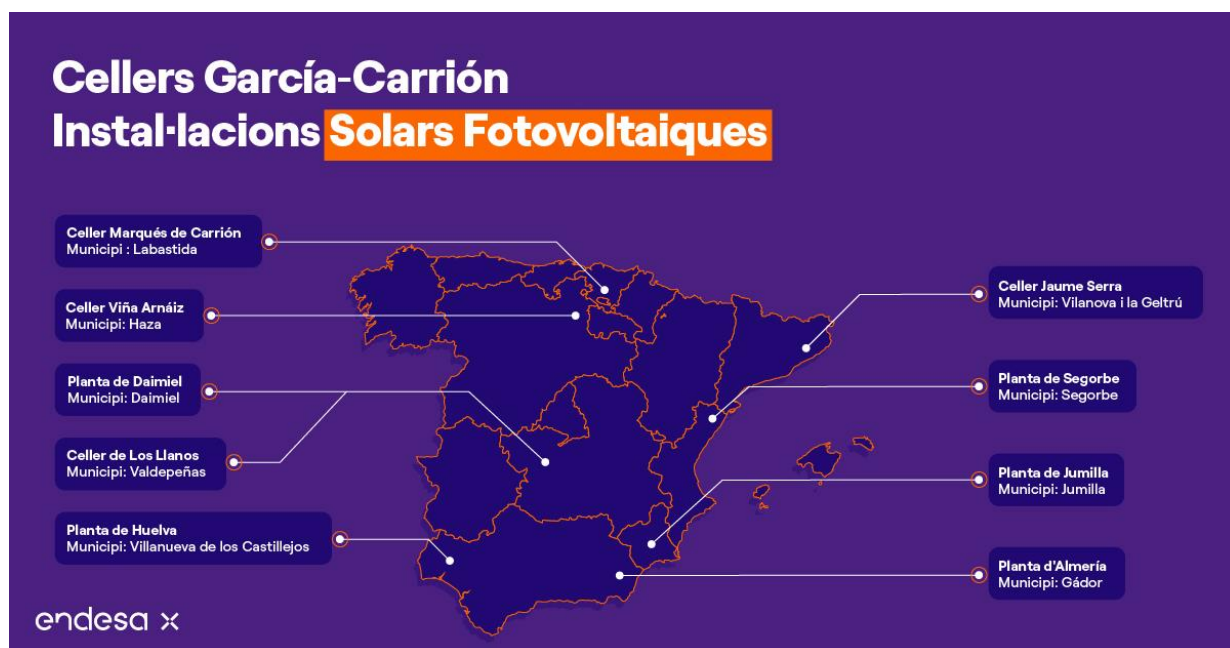 Cellers García-Carrión
Instal·lacions Solars Fotovoltaiques
Celler Marqués de Carrión
Municipi : Labastida
Celler Viña Arnáiz
Municipi: Haza
Planta de Daimiel
Municipi: Daimiel
Celler de Los Llanos
Municipi: Valdepeñas
Planta de Huelva
Municipi: Villanueva de los Castillejos
Celler Jaume Serra
Municipi: Vilanova i la Geltrú
Planta de Segorbe
Municipi: Segorbe
Planta de Jumilla
Municipi: Jumilla
Planta d'Almería
Municipi: Gádor
endesa x